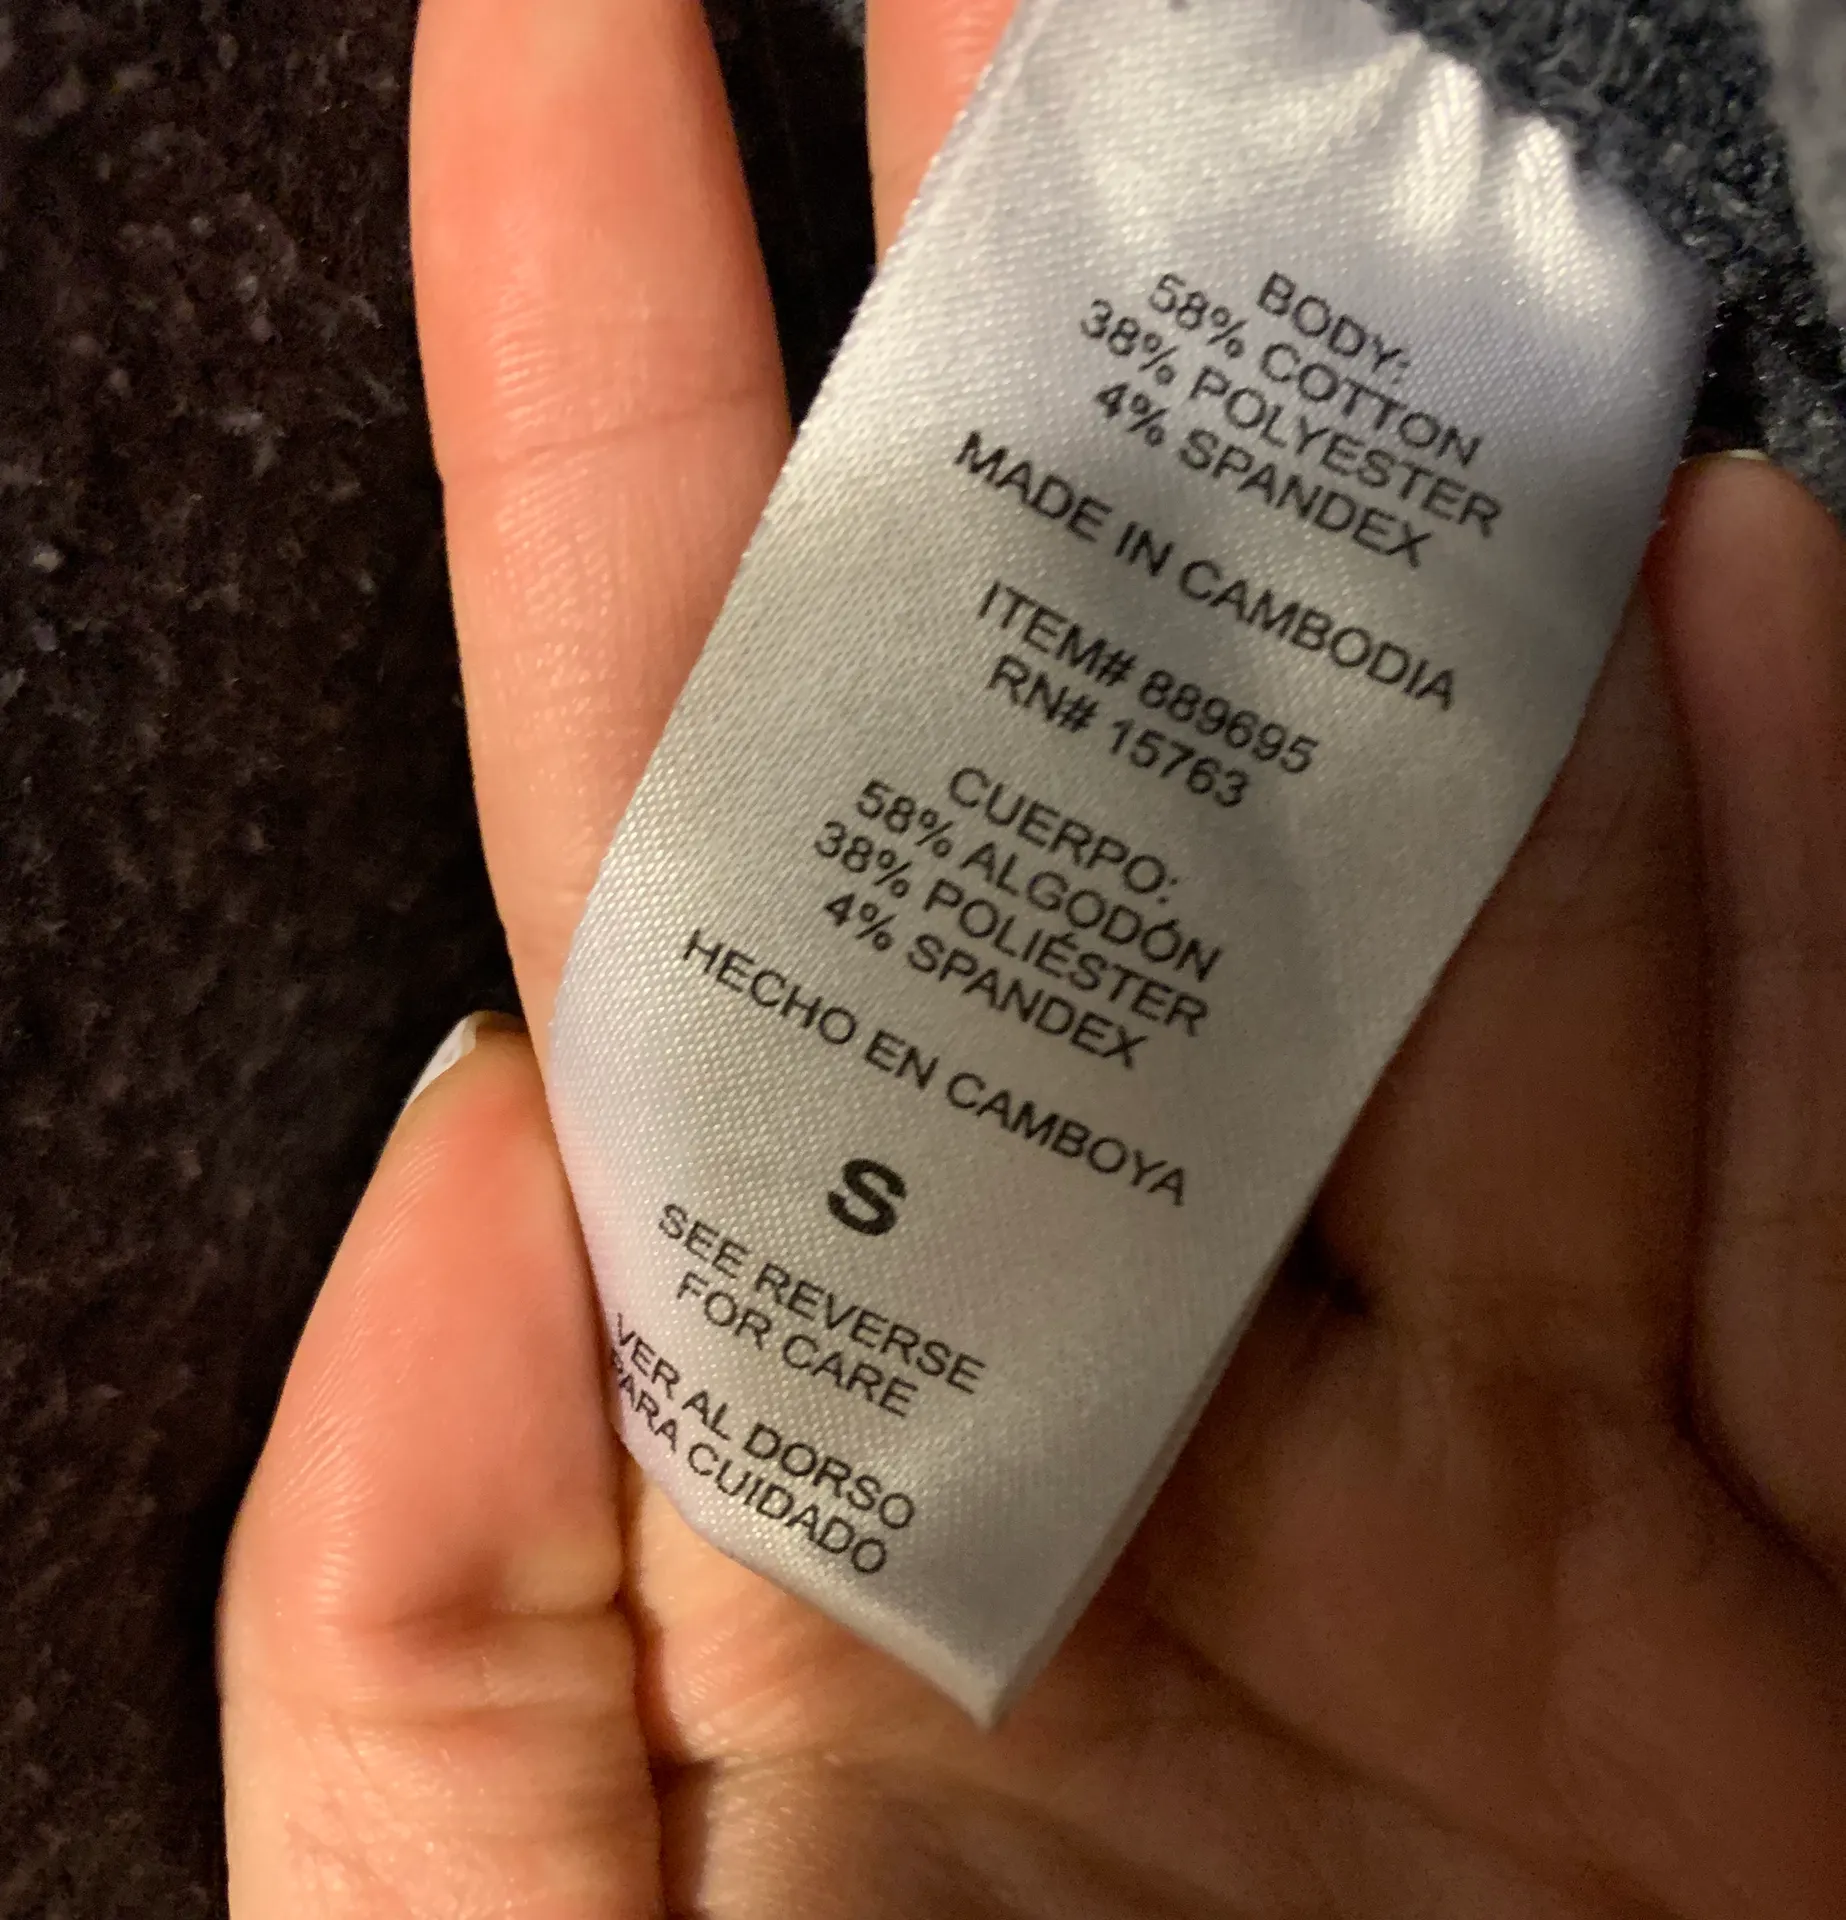 BODY:
58% COTTON
38% POLYESTER
4% SPANDEX
MADE IN CAMBODIA
ITEM# 889695
RN# 15763
CUERPO:
58% ALGODÓN
38% POLIÉSTER
4% SPANDEX
HECHO EN CAMBOYA
S
SEE REVERSE
FOR CARE
VER AL DORSO
PARA CUIDADO